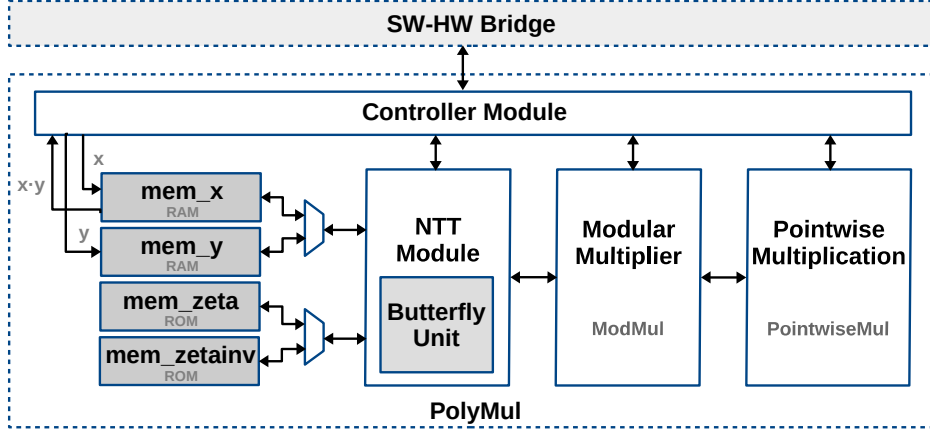 SW-HW Bridge
Controller Module
x
x·y
mem_x
RAM
y
mem_y
RAM
mem_zeta
ROM
mem_zetainv
ROM
NTT
Module
Butterfly
Unit
Modular
Multiplier
ModMul
Pointwise
Multiplication
PointwiseMul
PolyMul